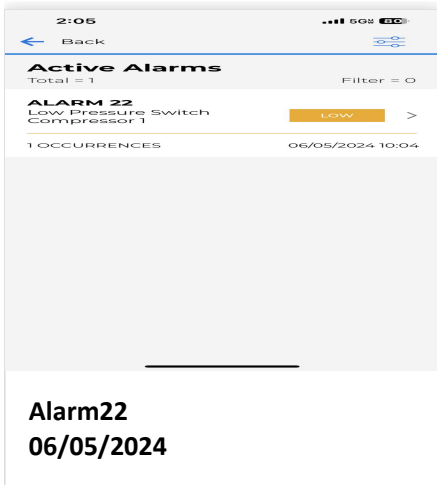 2:05 5G 60
Back
Active Alarms
Total = 1 Filter = 0
ALARM 22
Low Pressure Switch
Compressor 1
LOW >
1 OCCURRENCES 06/05/2024 10:04
Alarm22
06/05/2024